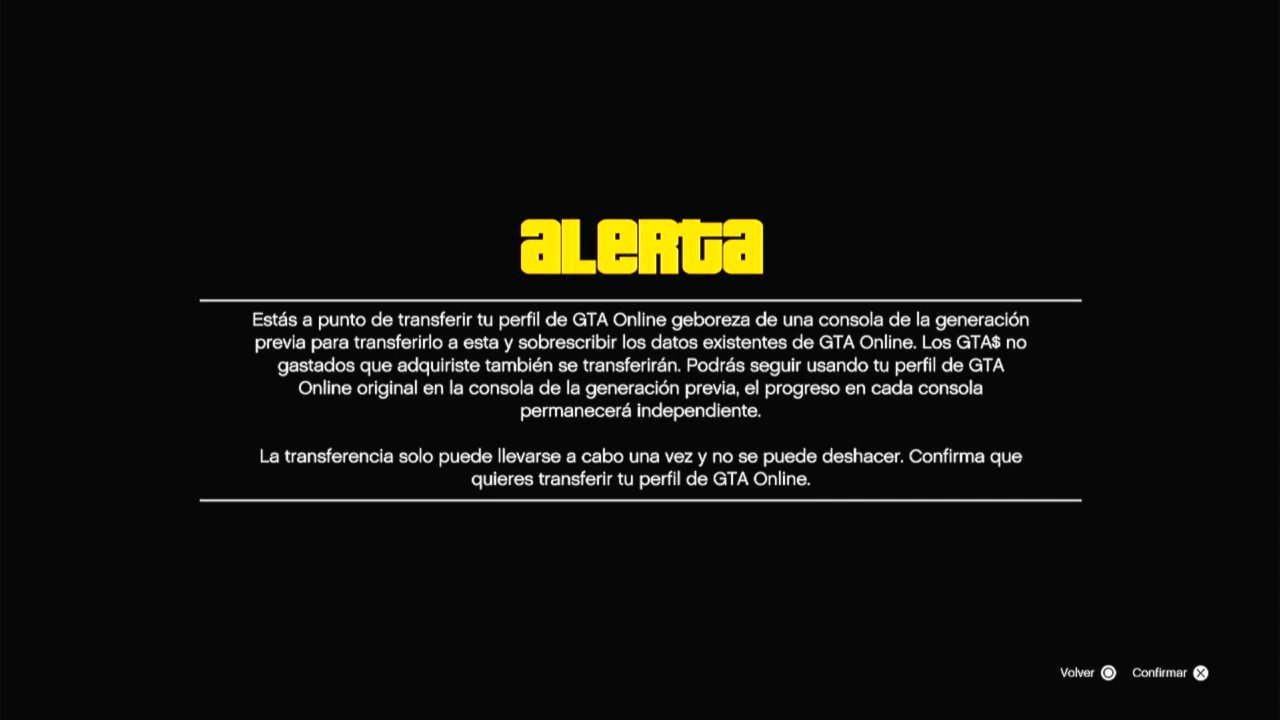 aLeRta
Estás a punto de transferir tu perfil de GTA Online geboreza de una consola de la generación
previa para transferirlo a esta y sobrescribir los datos existentes de GTA Online. Los GTA$ no
gastados que adquiriste también se transferirán. Podrás seguir usando tu perfil de GTA
Online original en la consola de la generación previa, el progreso en cada consola
permanecerá independiente.
La transferencia solo puede llevarse a cabo una vez y no se puede deshacer. Confirma que
quieres transferir tu perfil de GTA Online.
Volver Confirmar